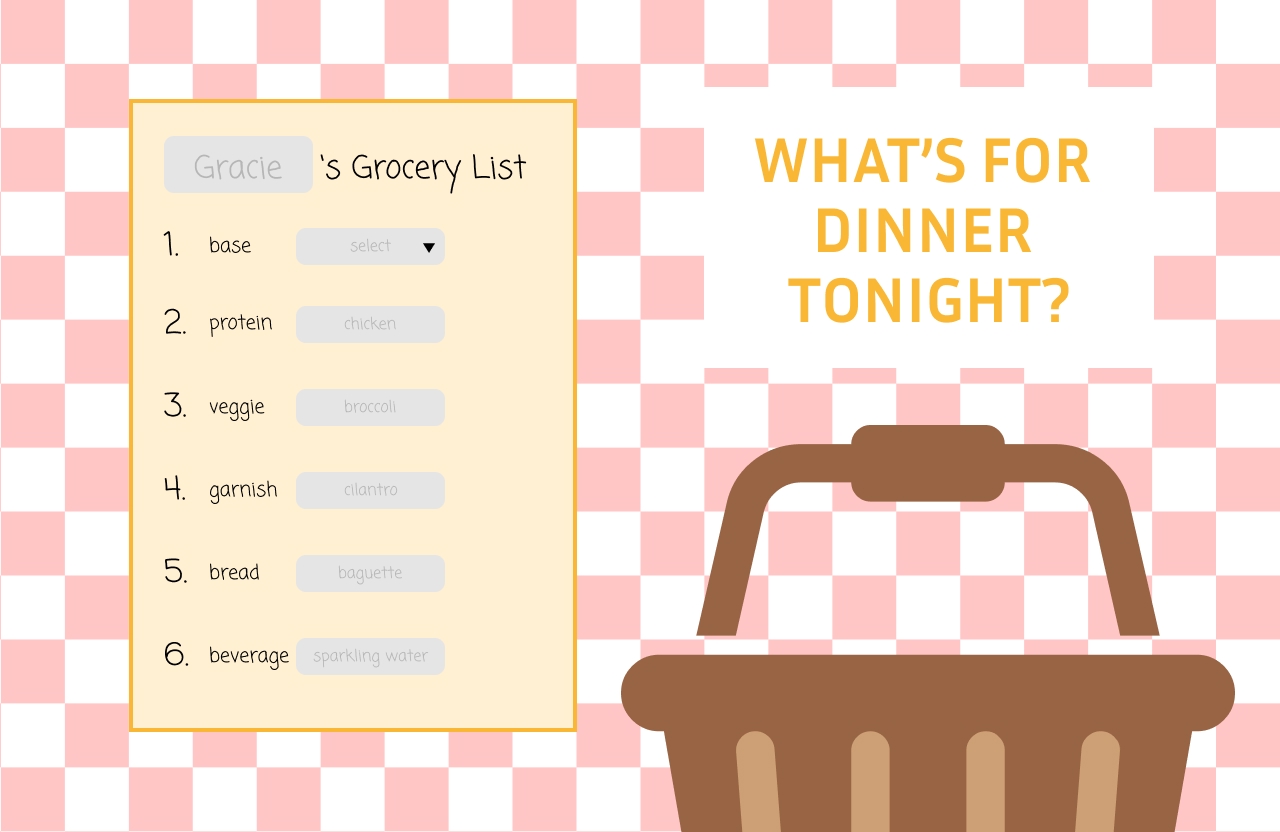 Gracie 's Grocery List
1. base select
2. protein chicken
3. veggie broccoli
4. garnish cilantro
5. bread baguette
6. beverage sparkling water
WHAT'S FOR
DINNER
TONIGHT?